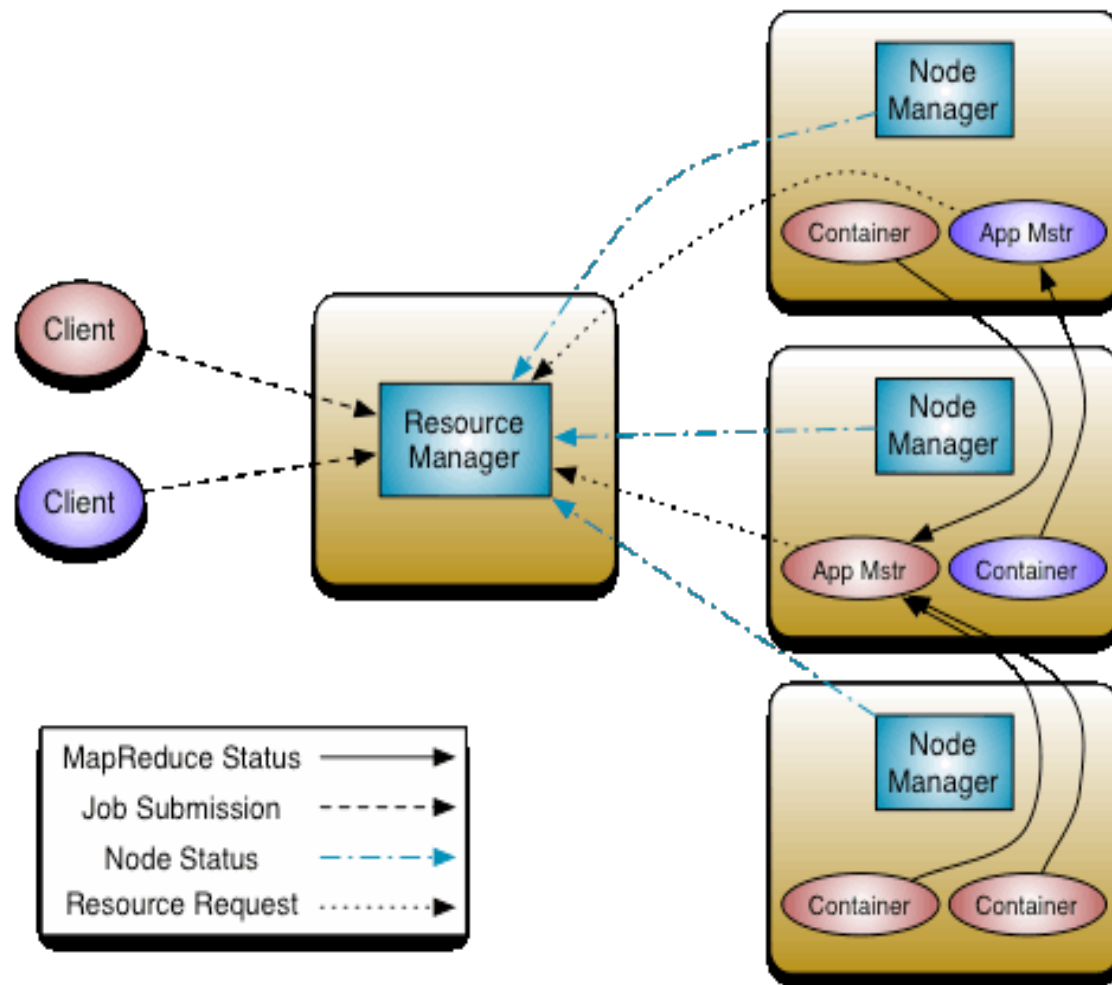 Node
Manager
Container
App Mstr
Client
Resource
Manager
Client
Node
Manager
App Mstr
Container
Node
Manager
Container
Container
MapReduce Status
Job Submission
Node Status
Resource Request